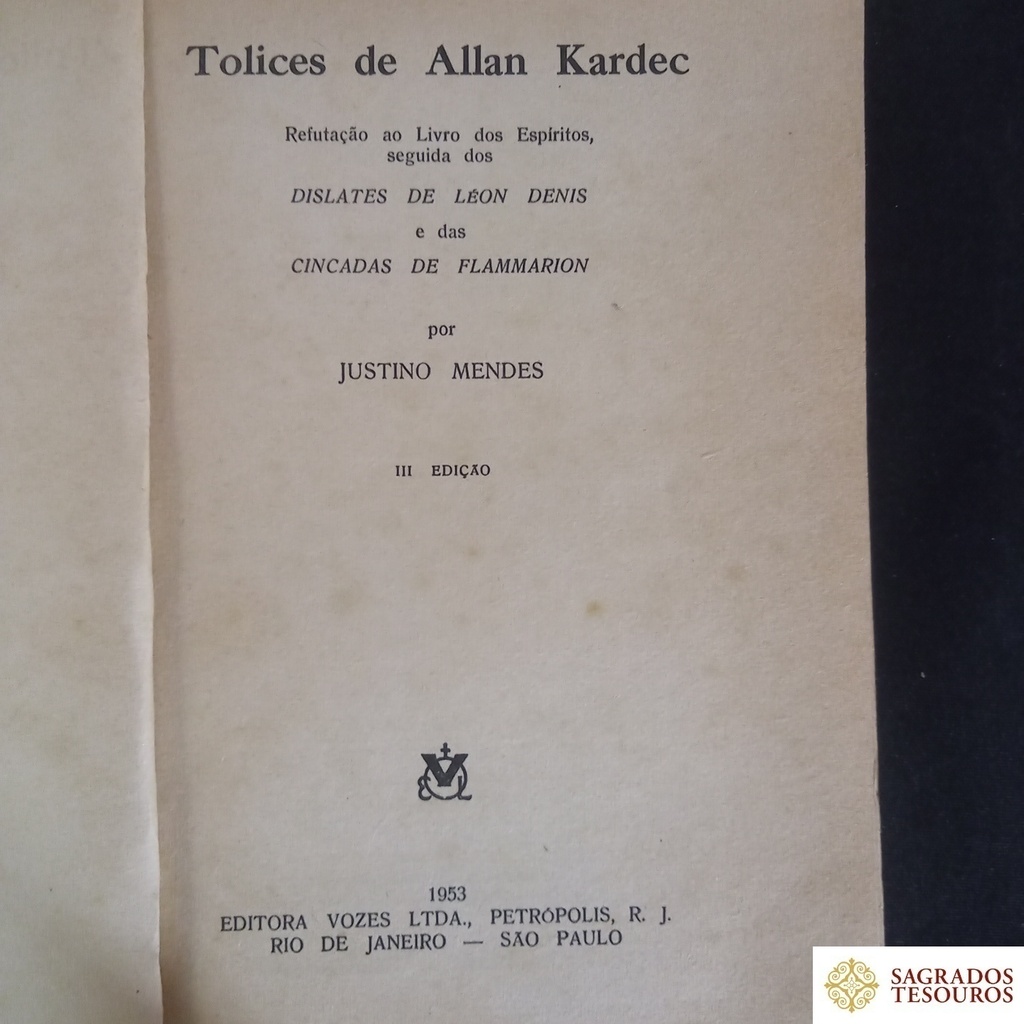 Tolices de Allan Kardec
Refutação ao Livro dos Espíritos,
seguida dos
DISLATES DE LÉON DENIS
e das
CINCADAS DE FLAMMARION
por
JUSTINO MENDES
III EDIÇÃO
1953
EDITORA VOZES LTDA., PETRÓPOLIS, R. J.
RIO DE JANEIRO — SÃO PAULO
SAGRADOS
TESOUROS